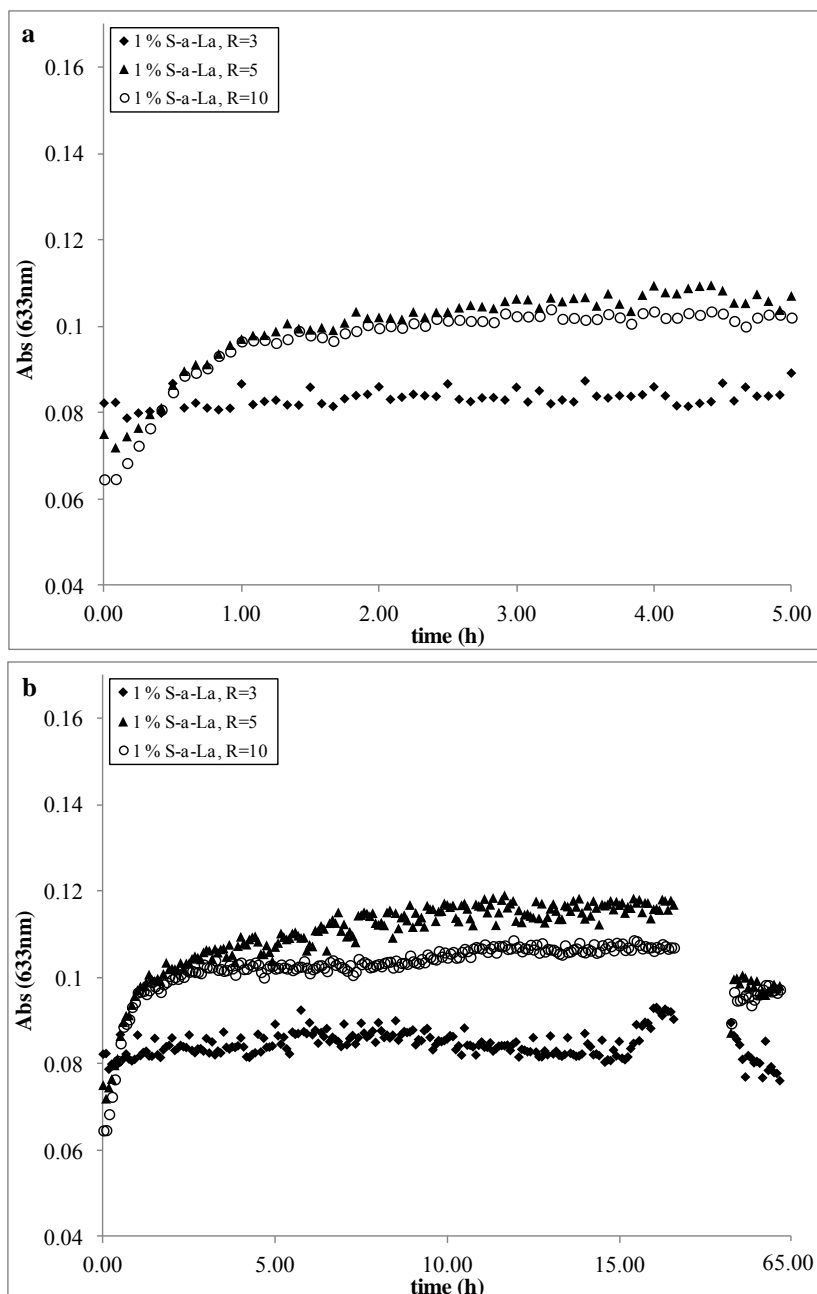 a
1 % S-a-La, R=3
1 % S-a-La, R=5
1 % S-a-La, R=10
0.16
0.14
0.12
0.1
0.08
0.06
0.04
Abs (633nm)
0.00 1.00 2.00 3.00 4.00 5.00
time (h)
b
1 % S-a-La, R=3
1 % S-a-La, R=5
1 % S-a-La, R=10
0.16
0.14
0.12
0.1
0.08
0.06
0.04
Abs (633nm)
0.00 5.00 10.00 15.00 65.00
time (h)